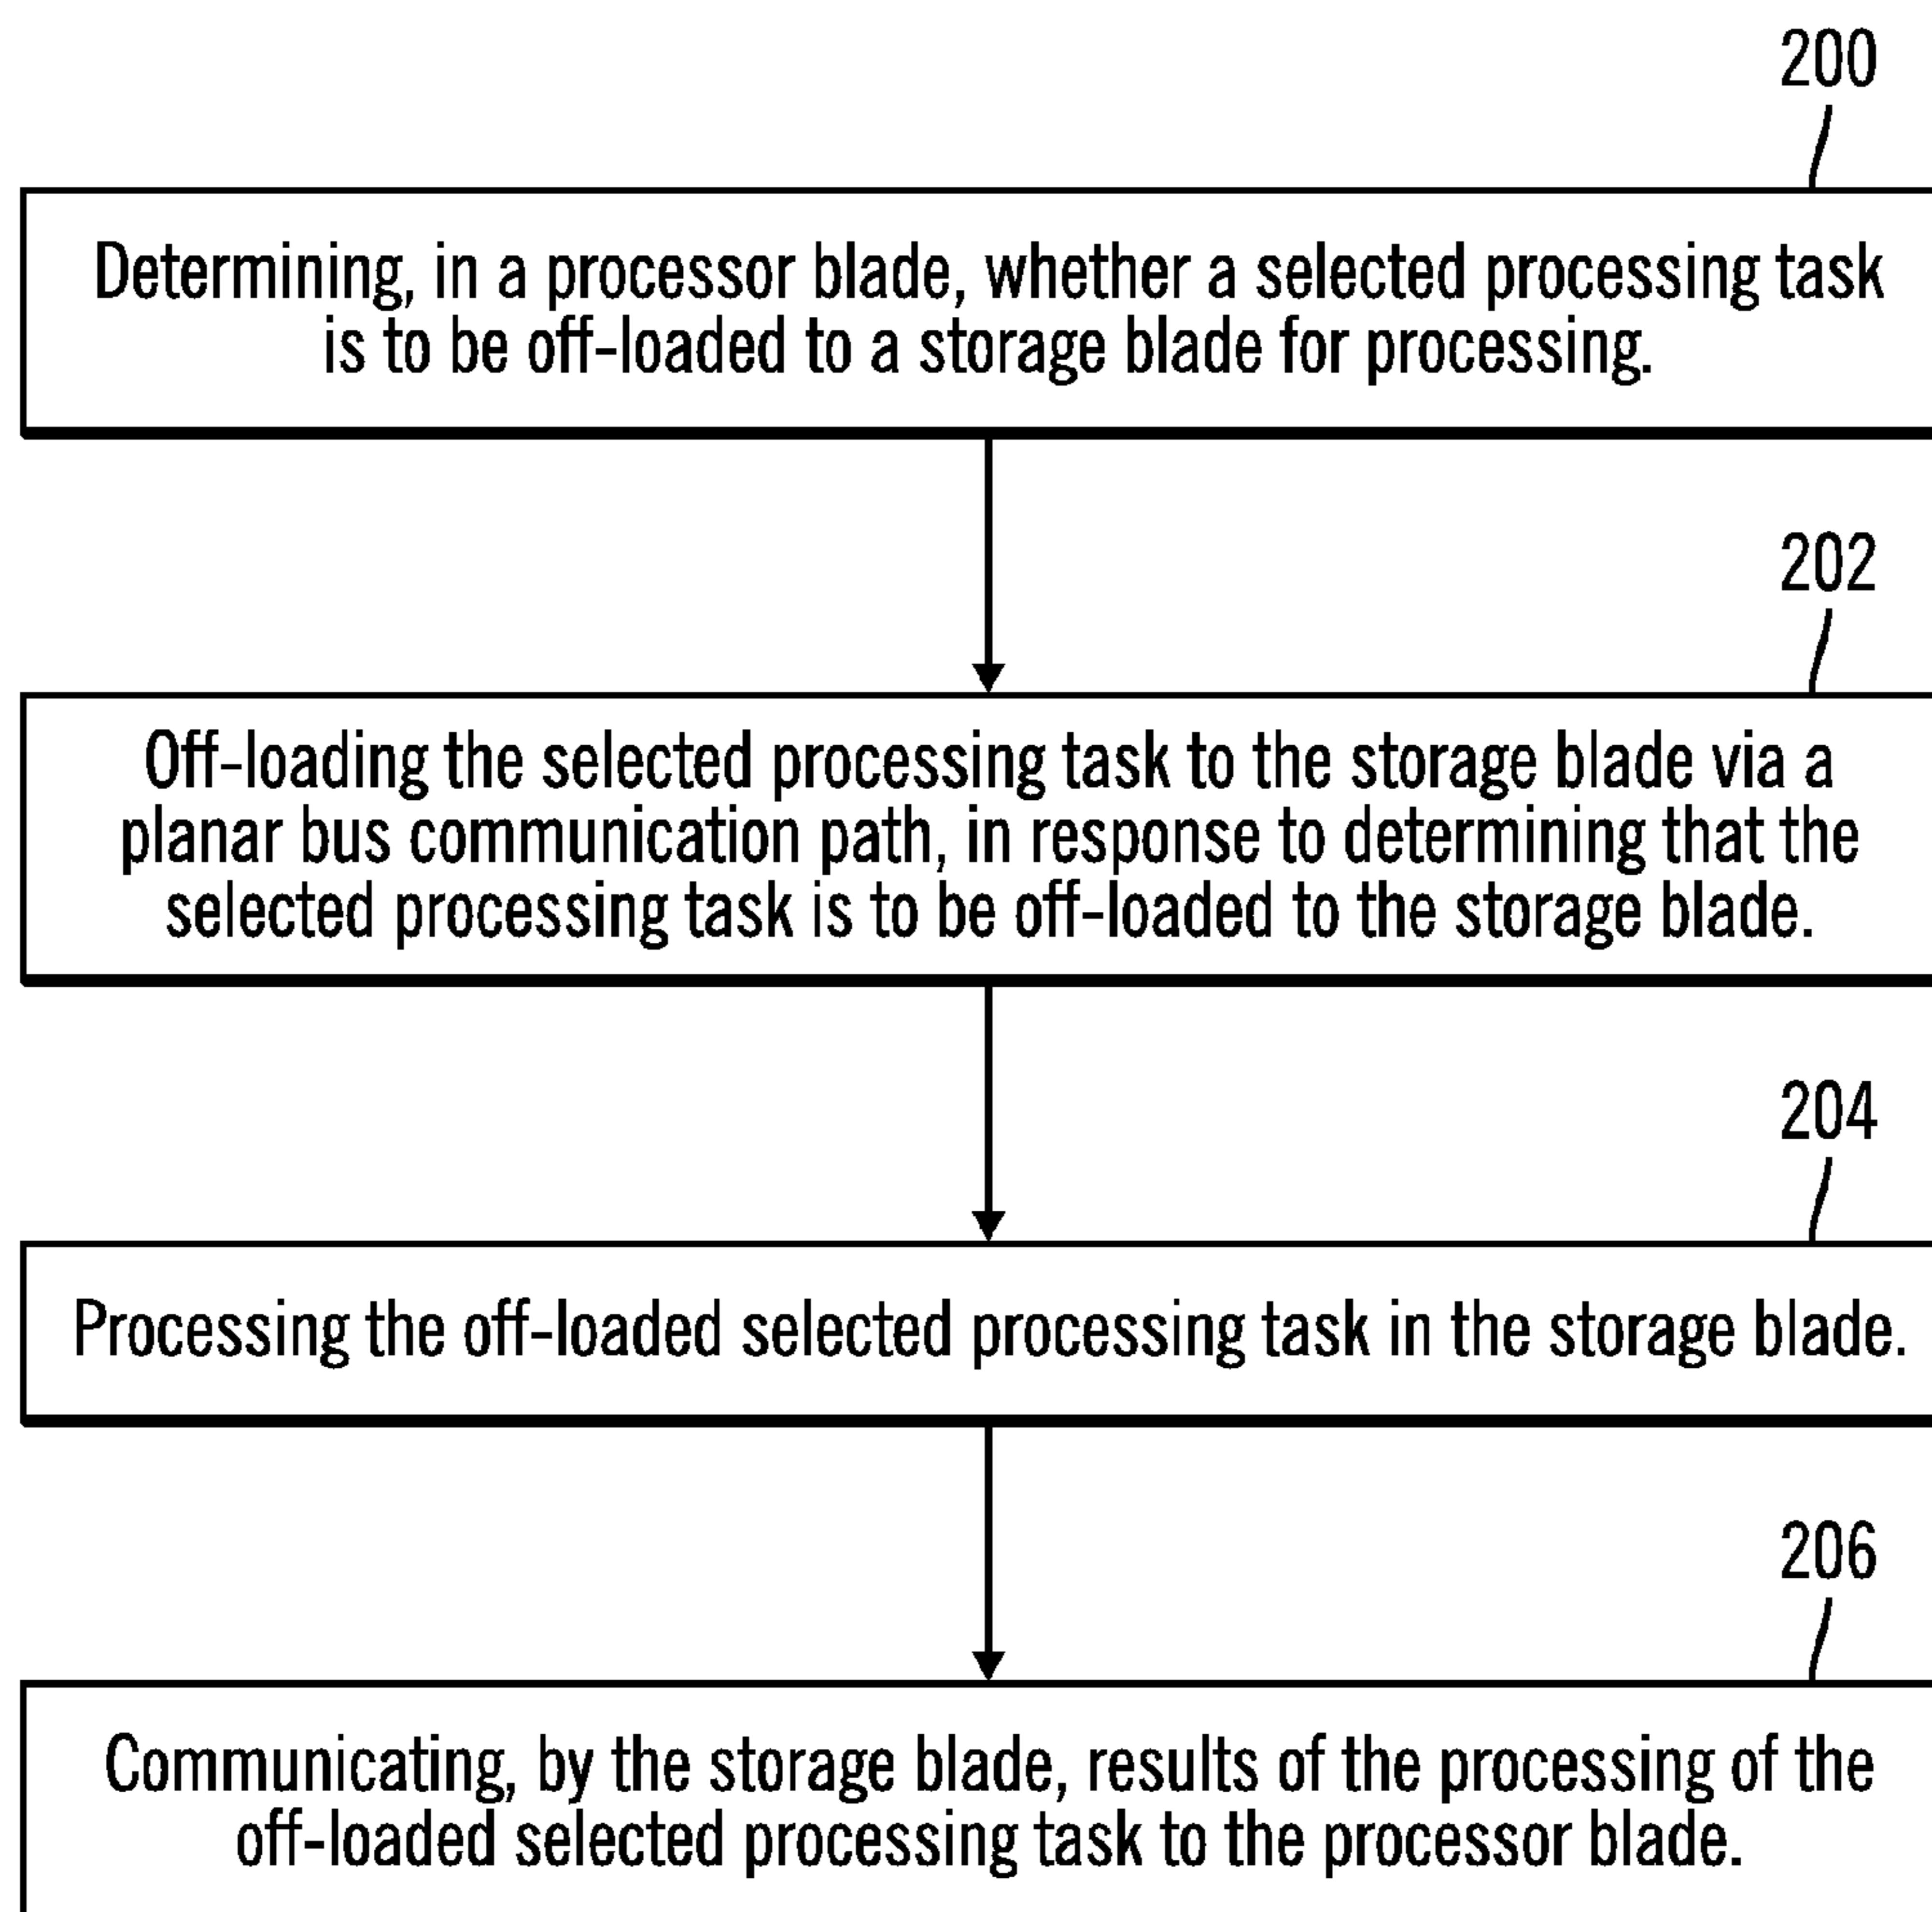 200
Determining, in a processor blade, whether a selected processing task
is to be off-loaded to a storage blade for processing.
202
Off-loading the selected processing task to the storage blade via a
planar bus communication path, in response to determining that the
selected processing task is to be off-loaded to the storage blade.
204
Processing the off-loaded selected processing task in the storage blade.
206
Communicating, by the storage blade, results of the processing of the
off-loaded selected processing task to the processor blade.